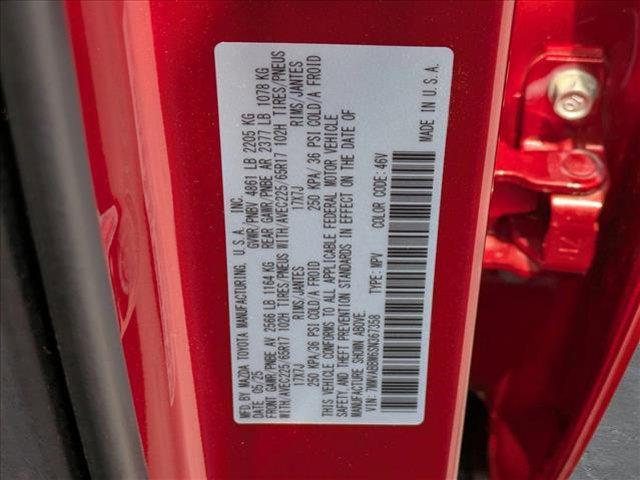 MFD BY MAZDA TOYOTA MANUFACTURING, U.S.A. INC.
DATE 05/25 GVWR/PNBV 4861 LB 2205 KG
FRONT GAWR/PNBE AV 2566 LB 1164 KG REAR GAWR/PNBE AR 2377 LB 1078 KG
WITH/AVEC225/65R17 102H TIRES/PNEUS WITH/AVEC225/65R17 102H TIRES/PNEUS
17X7J RIMS/JANTES 17X7J RIMS/JANTES
250 KPA/36 PSI COLD/A FROID 250 KPA/ 36 PSI COLD/A FROID
THIS VEHICLE CONFORMS TO ALL APPLICABLE FEDERAL MOTOR VEHICLE
SAFETY, AND THEFT PREVENTION STANDARDS IN EFFECT ON THE DATE OF
MANUFACTURE SHOWN ABOVE.
VIN: TYPE: MPV COLOR CODE: 46V
MADE IN U.S.A.